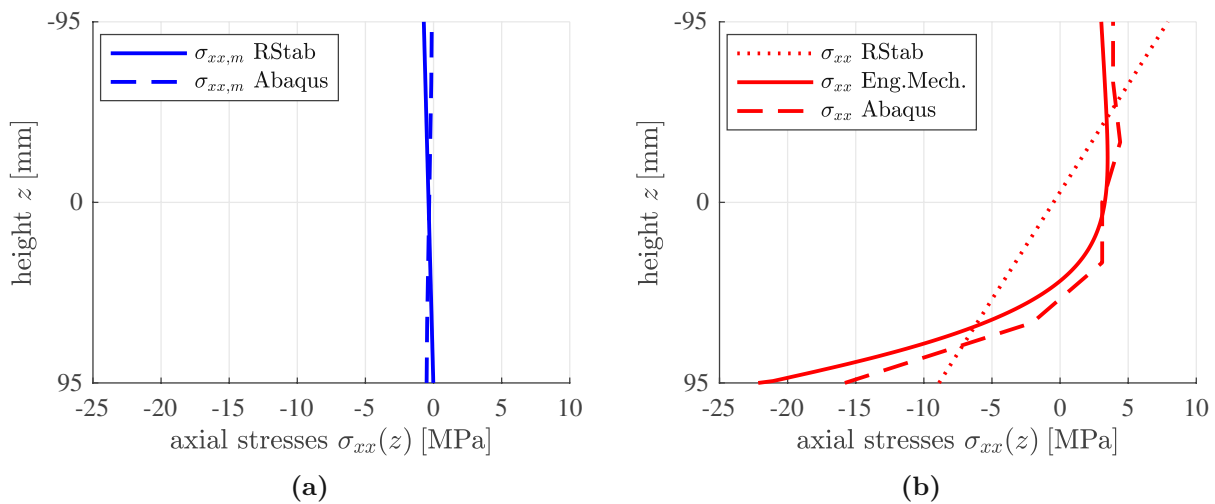 -95
0
95
height z [mm]
σxx,m RStab
σxx,m Abaqus
-25 -20 -15 -10 -5 0 5 10
axial stresses σxx(z) [MPa]
(a)
-95
0
95
height z [mm]
σxx RStab
σxx Eng.Mech.
σxx Abaqus
-25 -20 -15 -10 -5 0 5 10
axial stresses σxx(z) [MPa]
(b)